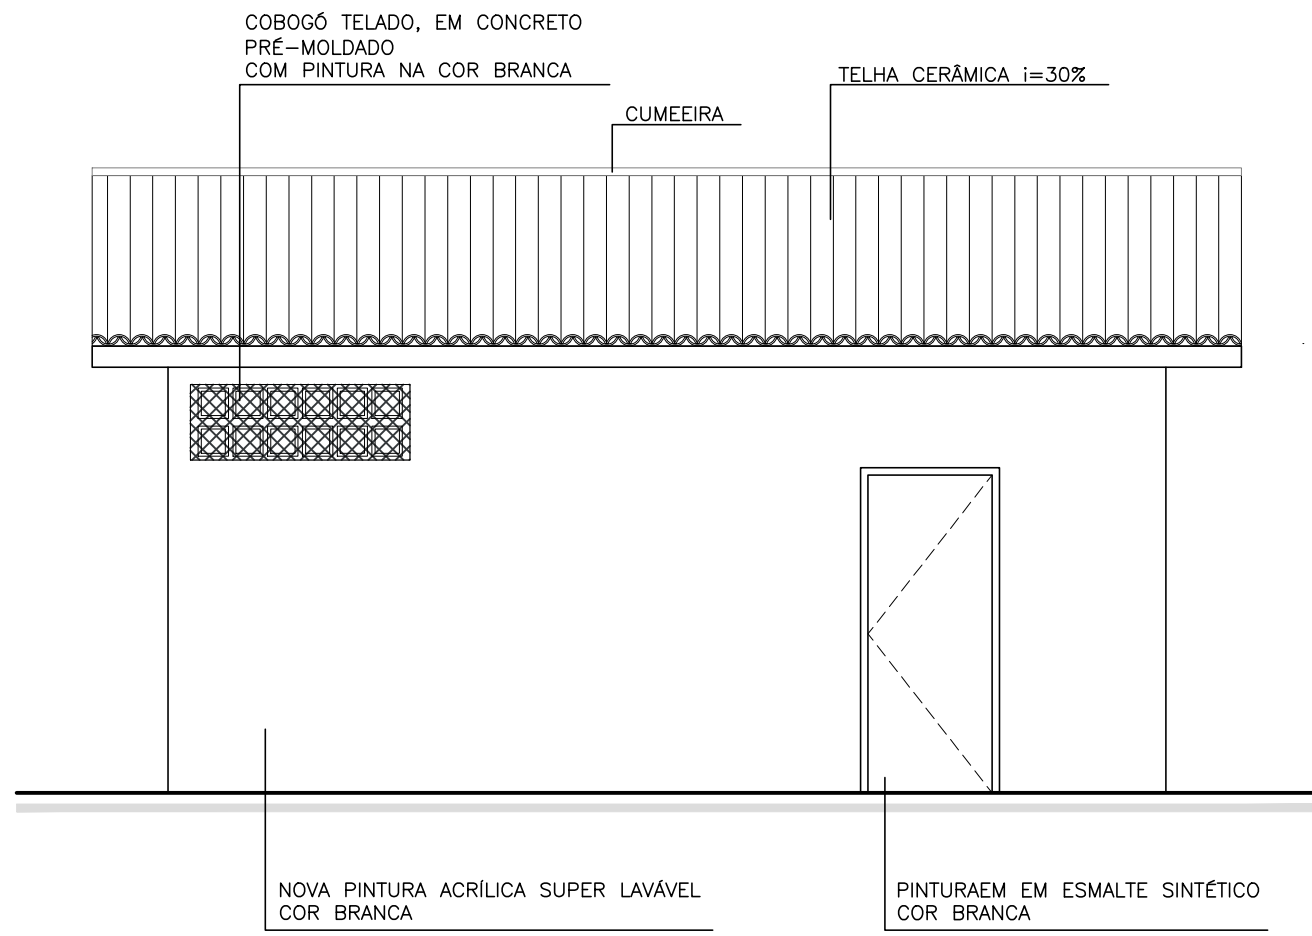 COBOGÓ TELADO, EM CONCRETO
PRÉ-MOLDADO
COM PINTURA NA COR BRANCA
TELHA CERÂMICA i=30%
CUMEEIRA
NOVA PINTURA ACRÍLICA SUPER LAVÁVEL
COR BRANCA
PINTURAEM EM ESMALTE SINTÉTICO
COR BRANCA